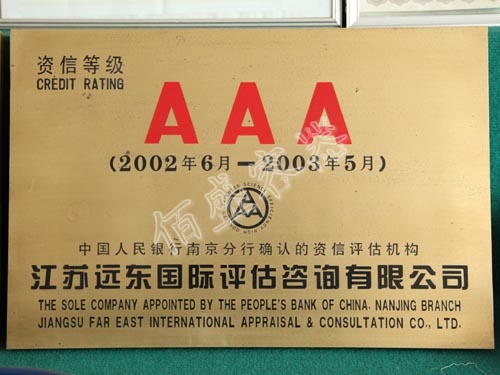 资信等级
CREDIT RATING
AAA
(2002年6月—2003年5月)
中国人民银行南京分行确认的资信评估机构
江苏远东国际评估咨询有限公司
THE SOLE COMPANY APPOINTED BY THE PEOPLE'S BANK OF CHINA. NANJING BRANCH
JIANGSU FAR EAST INTERNATIONAL APPRAISAL & CONSULTATION CO., LTD.